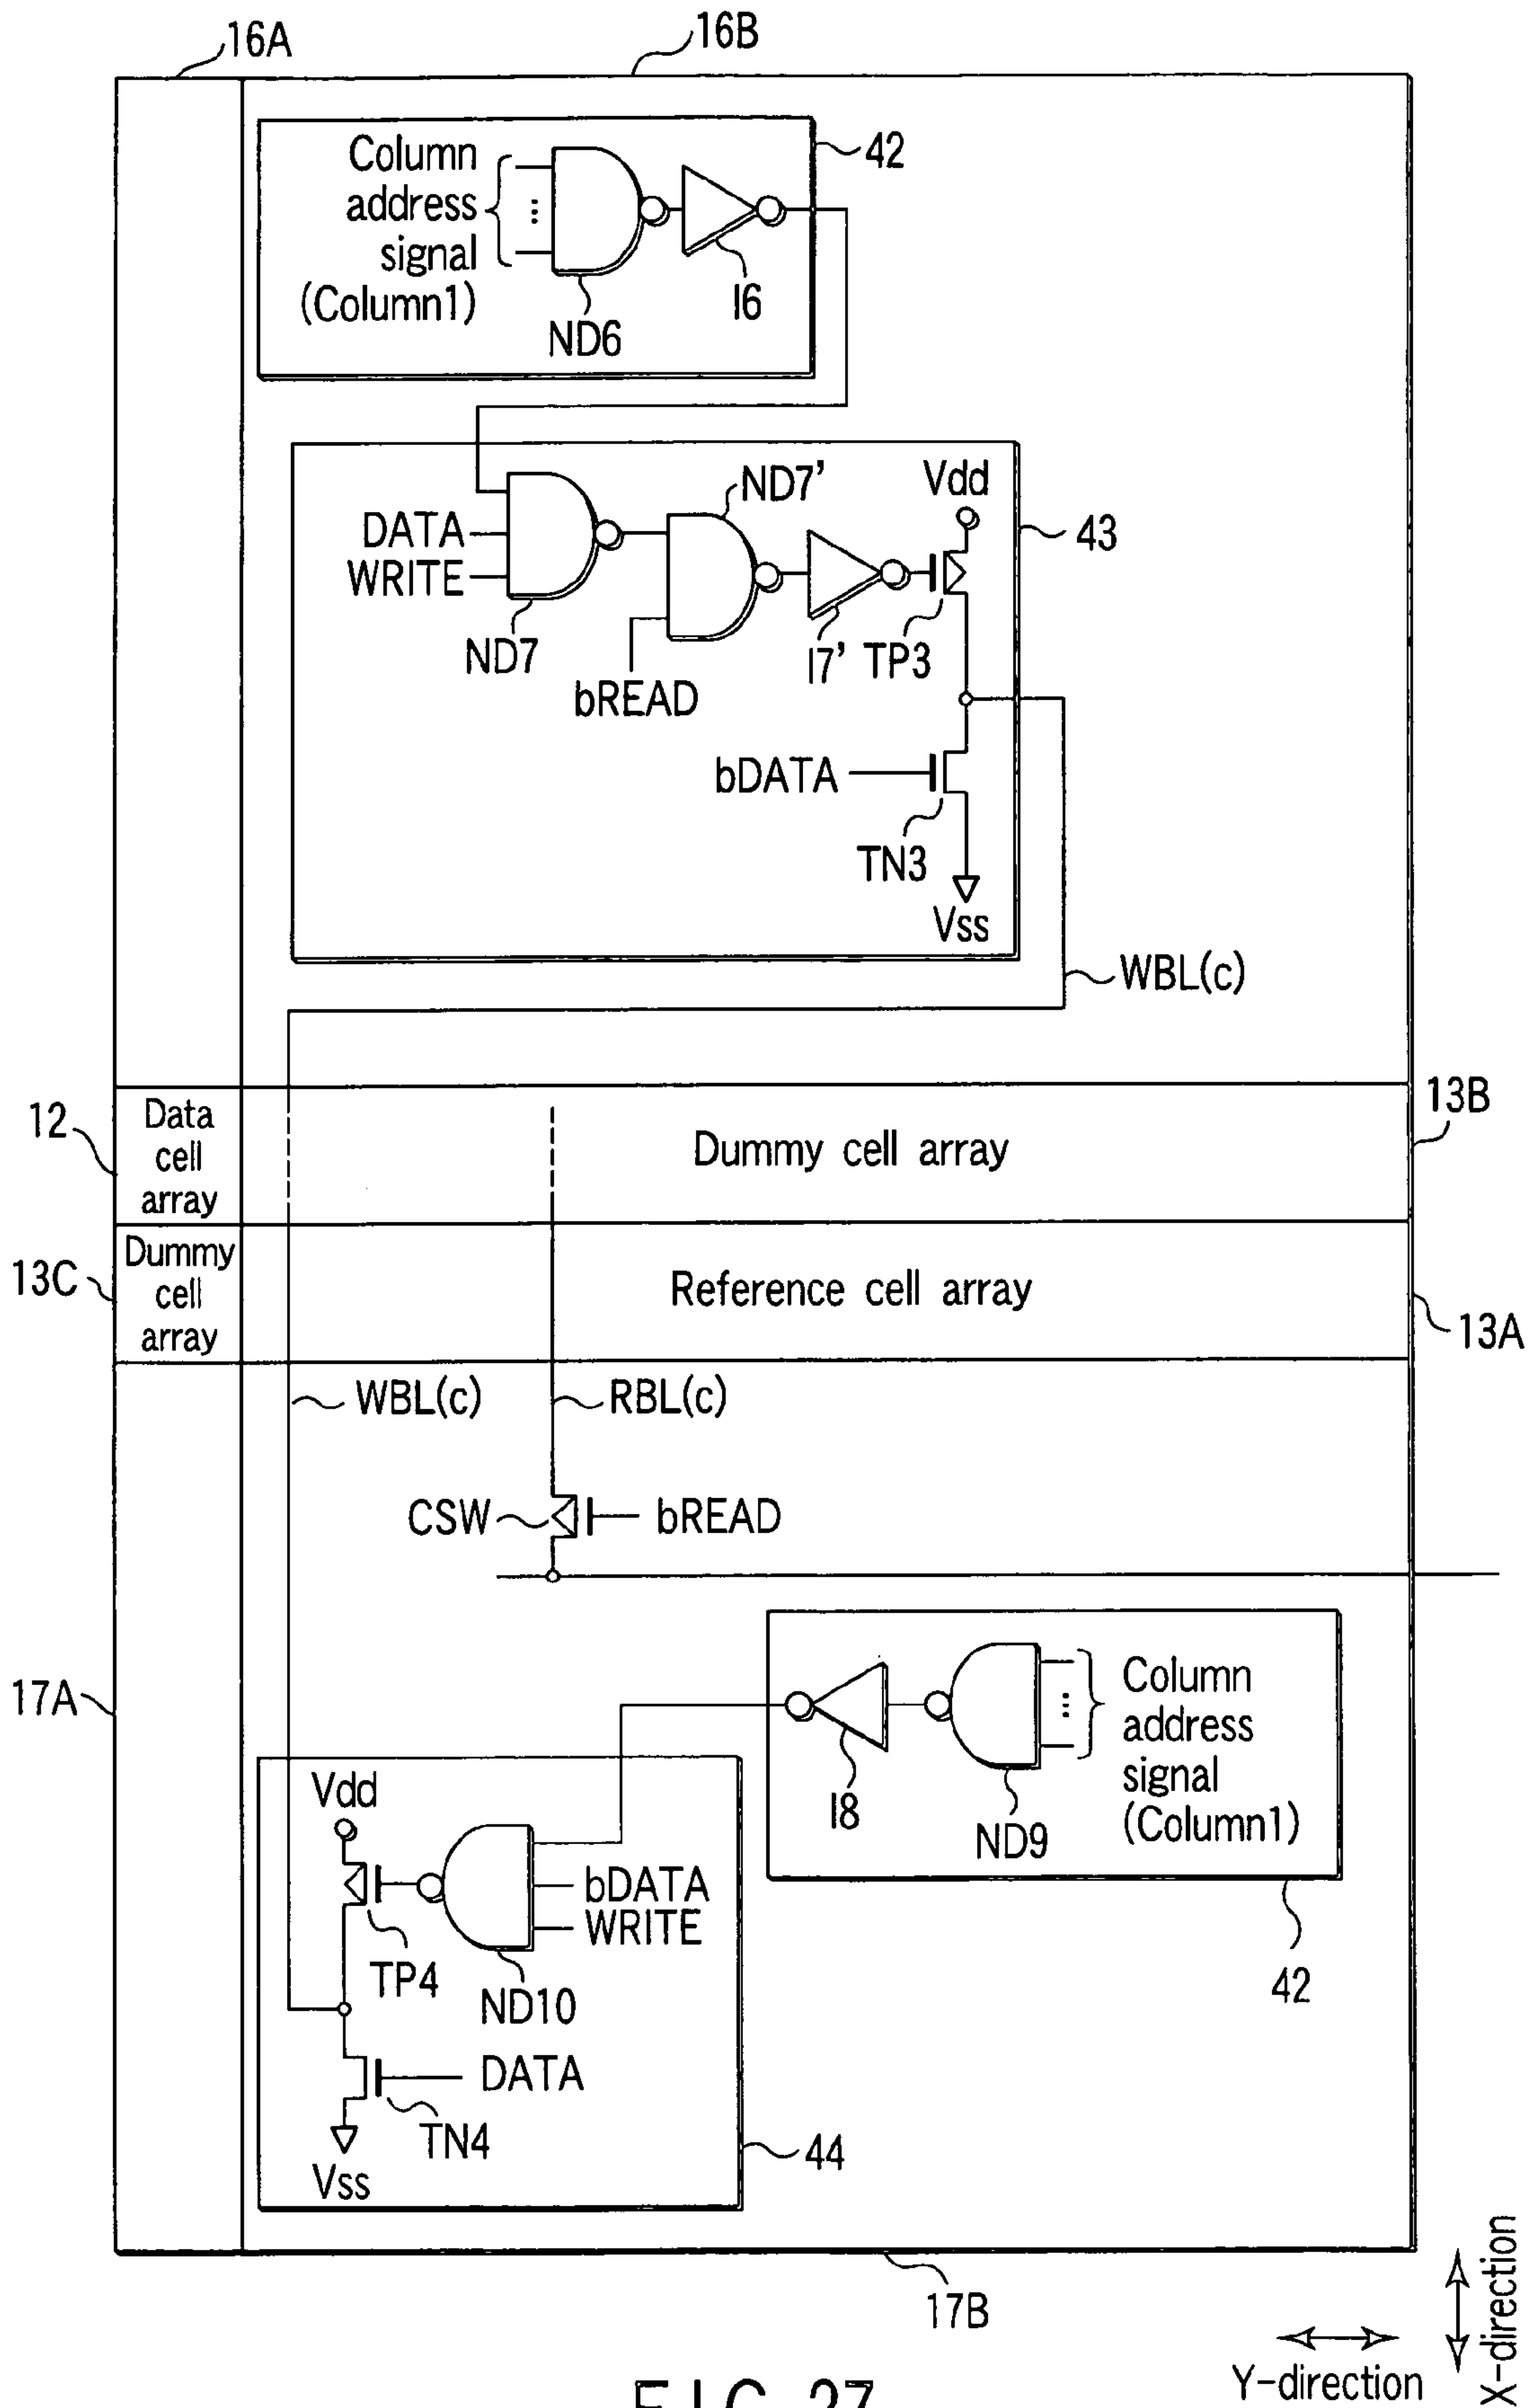 16A
16B
Column
address
signal
(Column1)
...
42
ND6
I6
DATA
WRITE
ND7
ND7'
bREAD
I7'
TP3
Vdd
43
bDATA
TN3
Vss
WBL(c)
12
Data
cell
array
Dummy cell array
13B
13C
Dummy
cell
array
Reference cell array
13A
WBL(c)
RBL(c)
CSW
bREAD
17A
I8
ND9
...
Column
address
signal
(Column1)
42
Vdd
TP4
ND10
bDATA
WRITE
DATA
TN4
Vss
44
17B
X-direction
Y-direction
FIG. 27